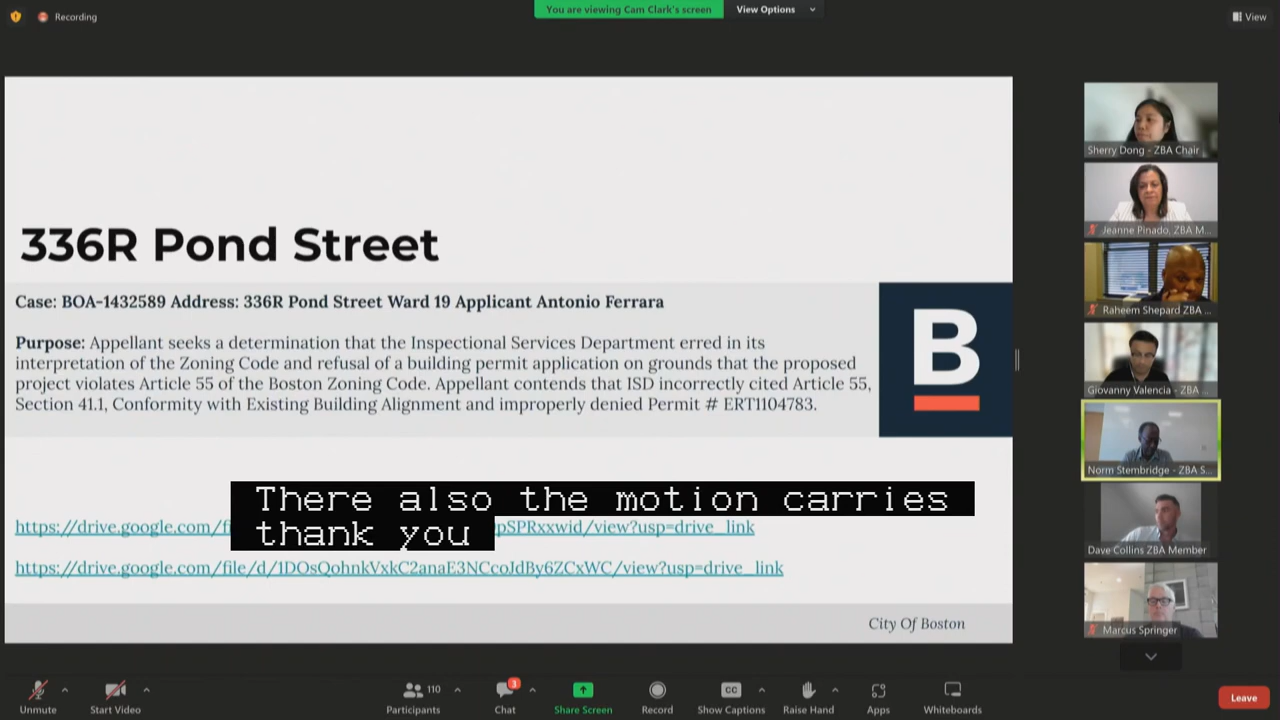 Recording
You are viewing Cam Clark's screen
View Options
View
336R Pond Street
Case: BOA-1432589 Address: 336R Pond Street Ward 19 Applicant Antonio Ferrara
Purpose: Appellant seeks a determination that the Inspectional Services Department erred in its
interpretation of the Zoning Code and refusal of a building permit application on grounds that the proposed
project violates Article 55 of the Boston Zoning Code. Appellant contends that ISD incorrectly cited Article 55,
Section 41.1, Conformity with Existing Building Alignment and improperly denied Permit # ERT1104783.
B
There also the motion carries
thank you
https://drive.google.com/fi
pSPRxxwid/view?usp=drive_link
https://drive.google.com/file/d/1DOsQohnkVxkC2anaE3NCcoJdBy6ZCxWC/view?usp=drive_link
City Of Boston
Sherry Dong - ZBA Chair
Jeanne Pinado, ZBA M...
Raheem Shepard ZBA ...
Giovanny Valencia - ZBA...
Norm Stembridge - ZBA S...
Dave Collins ZBA Member
Marcus Springer
Unmute
Start Video
110
Participants
3
Chat
Share Screen
Record
CC
Show Captions
Raise Hand
Apps
Whiteboards
Leave